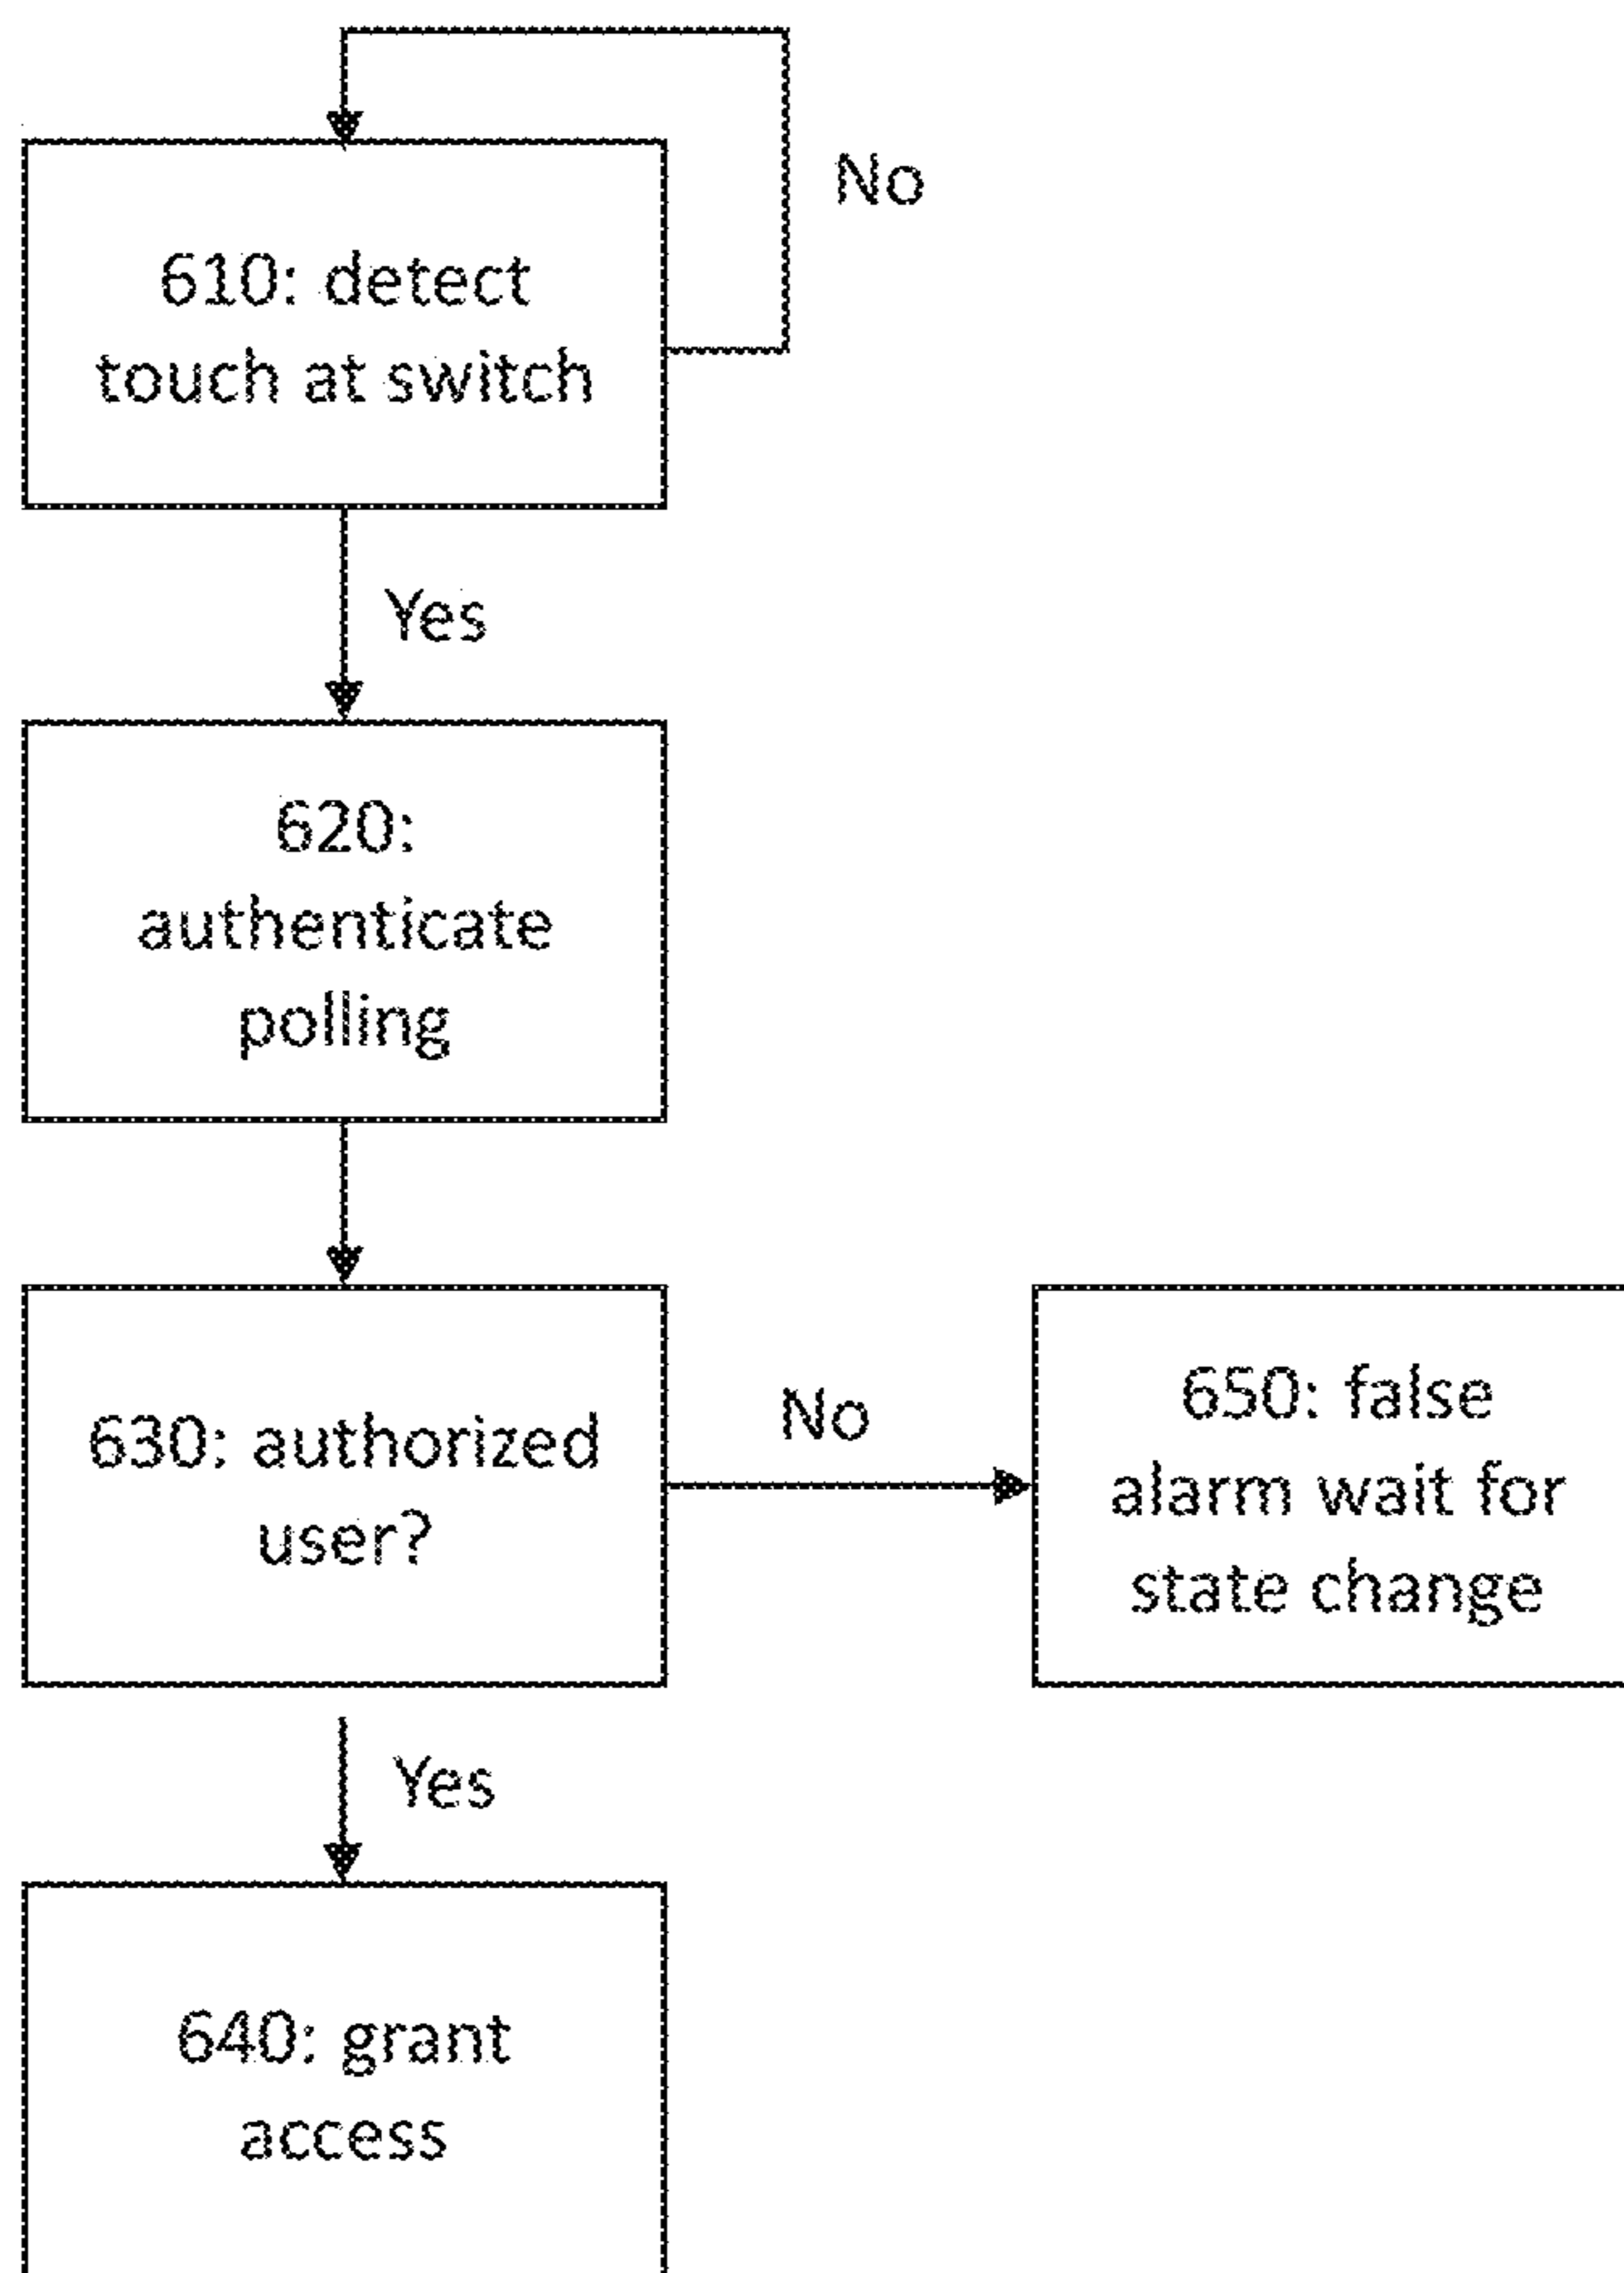 No
610: detect
touch at switch
Yes
620:
authenticate
polling
630: authorized
user?
No
650: false
alarm wait for
state change
Yes
640: grant
access